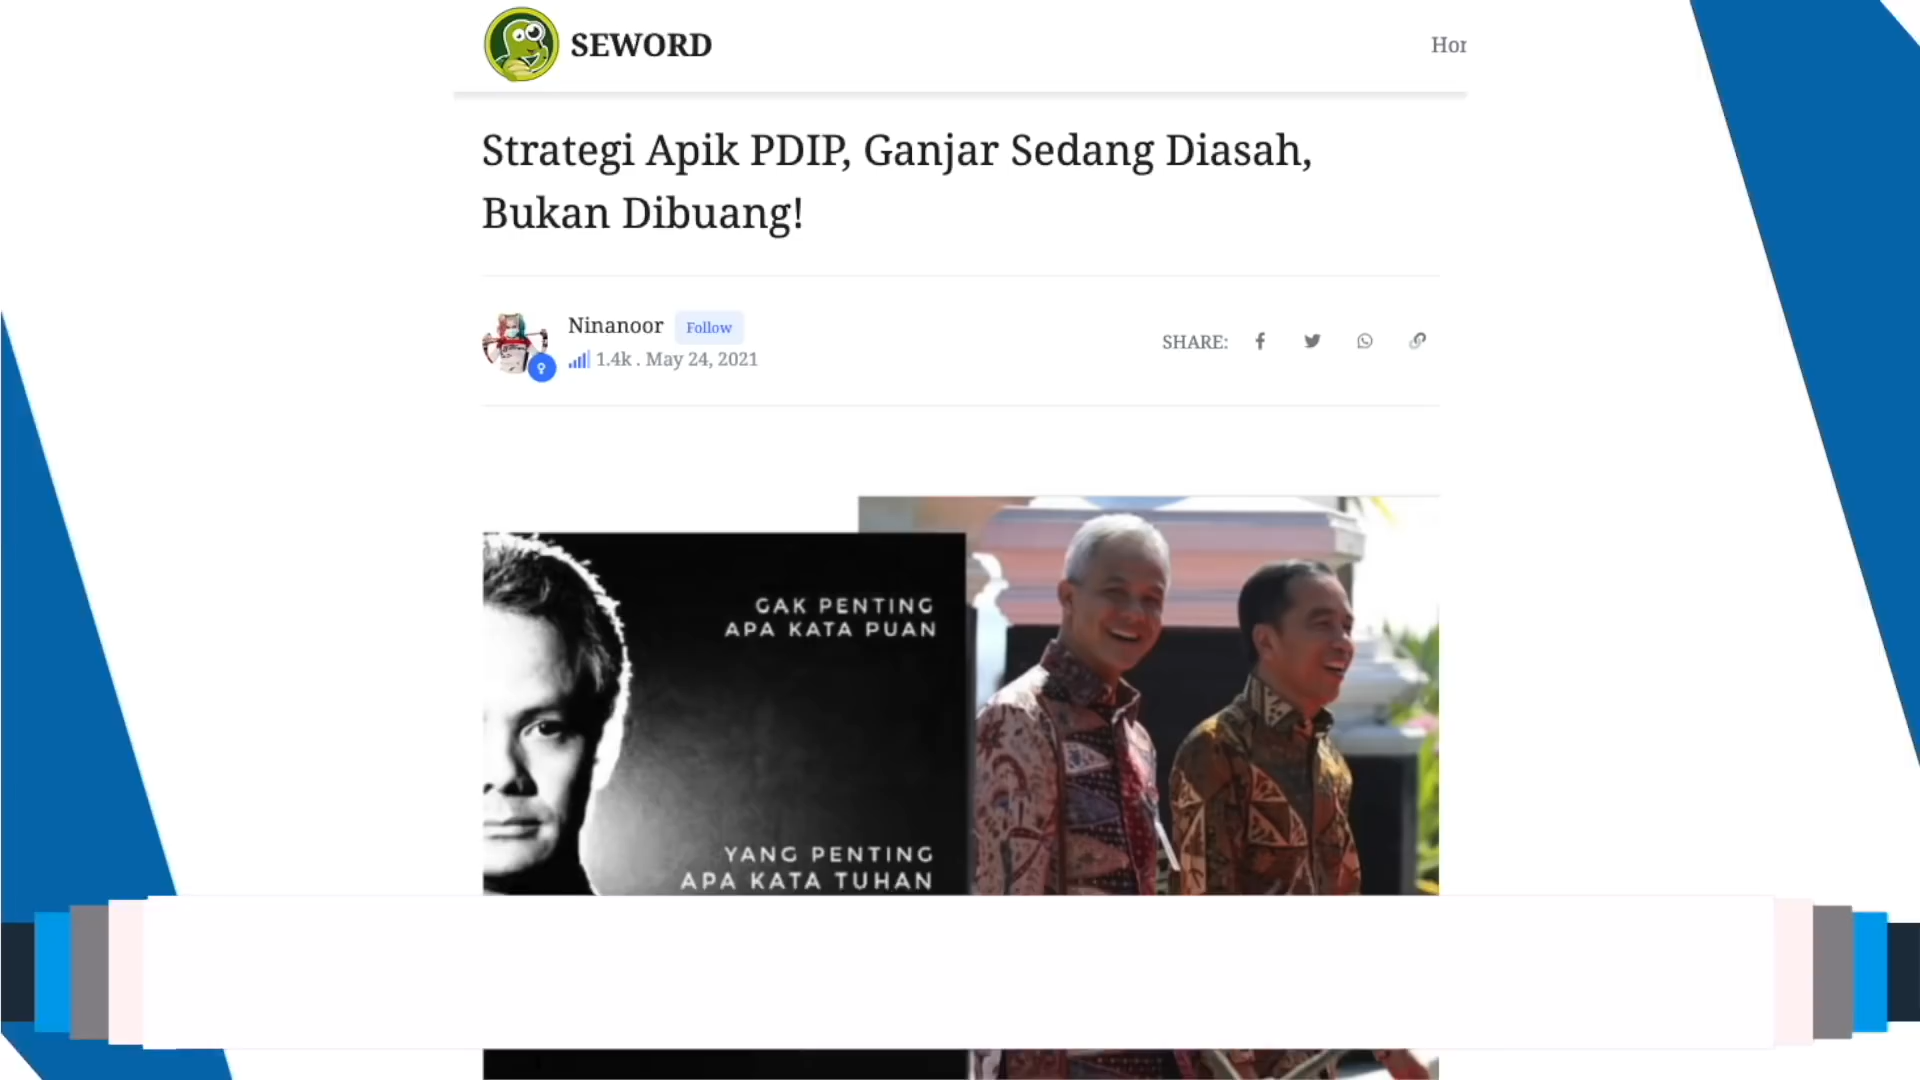 SEWORD
Hor
Strategi Apik PDIP, Ganjar Sedang Diasah,
Bukan Dibuang!
Ninanoor Follow
1.4k . May 24, 2021
SHARE:
GAK PENTING
APA KATA PUAN
YANG PENTING
APA KATA TUHAN